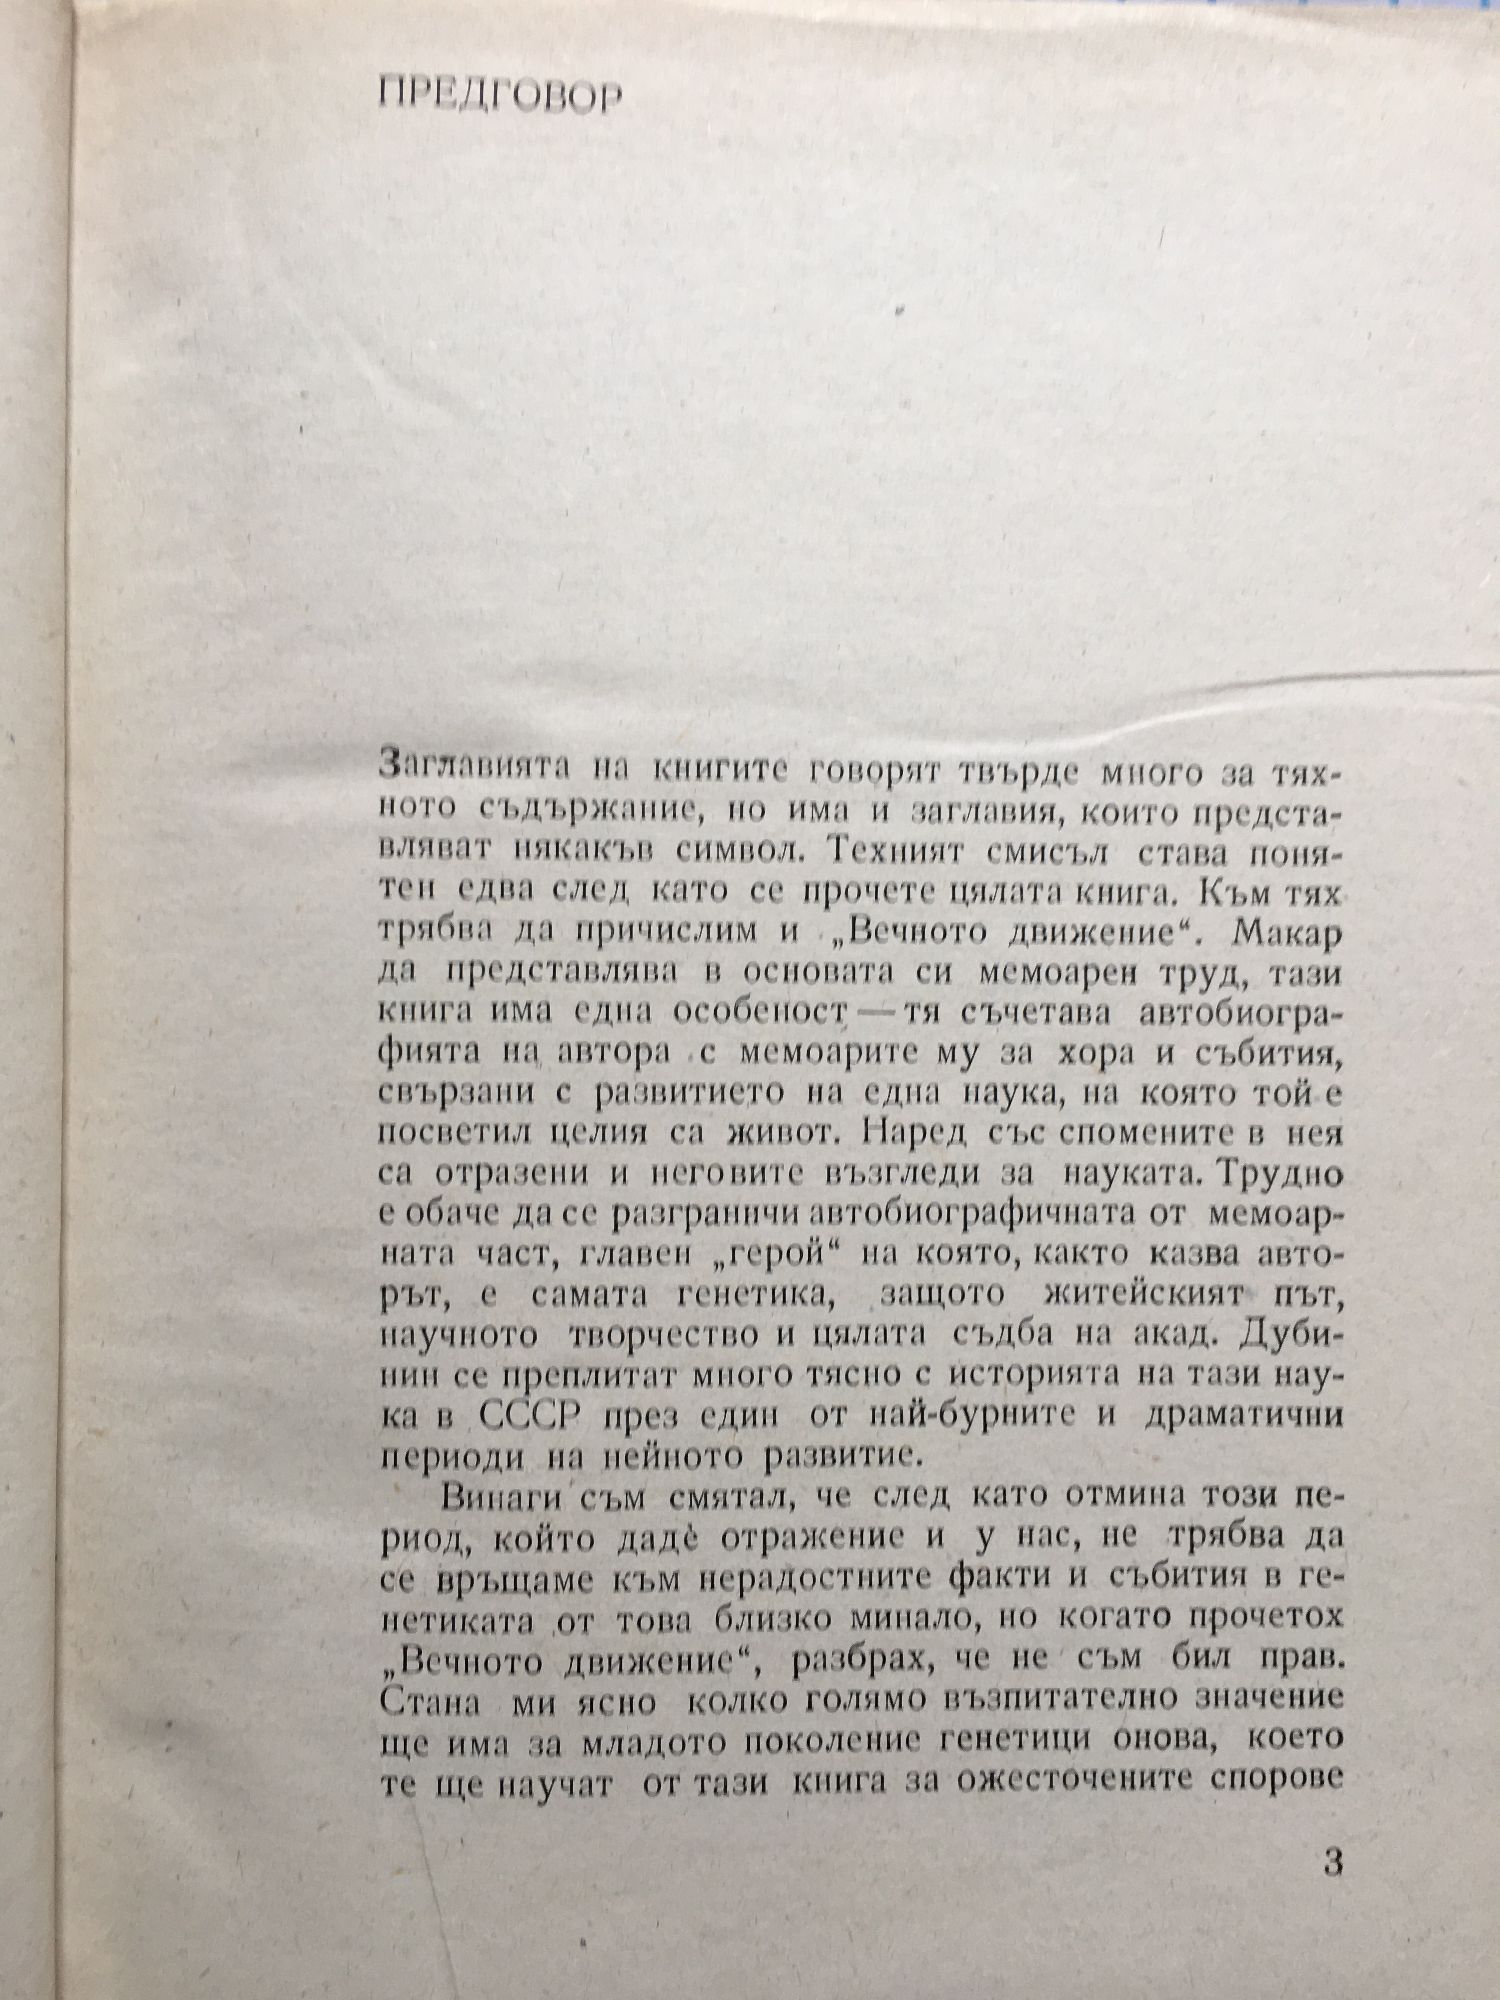 ПРЕДГОВОР
Заглавията на книгите говорят твърде много за тях-
ното съдържание, но има и заглавия, които предста-
вляват някакъв символ. Техният смисъл става поня-
тен едва след като се прочете цялата книга. Към тях
трябва да причислим и „Вечното движение“. Макар
да представлява в основата си мемоарен труд, тази
книга има една особеност — тя съчетава автобиогра-
фията на автора с мемоарите му за хора и събития,
свързани с развитието на една наука, на която той е
посветил целия са живот. Наред със спомените в нея
са отразени и неговите възгледи за науката. Трудно
е обаче да се разграничи автобиографичната от мемоар-
ната част, главен „герой“ на която, както казва авто-
рът, е самата генетика, защото житейският път,
научното творчество и цялата съдба на акад. Дуби-
нин се преплитат много тясно с историята на тази нау-
ка в СССР през един от най-бурните и драматични
периоди на нейното развитие.
Винаги съм смятал, че след като отмина този пе-
риод, който дадѐ отражение и у нас, не трябва да
се връщаме към нерадостните факти и събития в ге-
нетиката от това близко минало, но когато прочетох
„Вечното движение“, разбрах, че не съм бил прав.
Стана ми ясно колко голямо възпитателно значение
ще има за младото поколение генетици онова, което
те ще научат от тази книга за ожесточените спорове
3